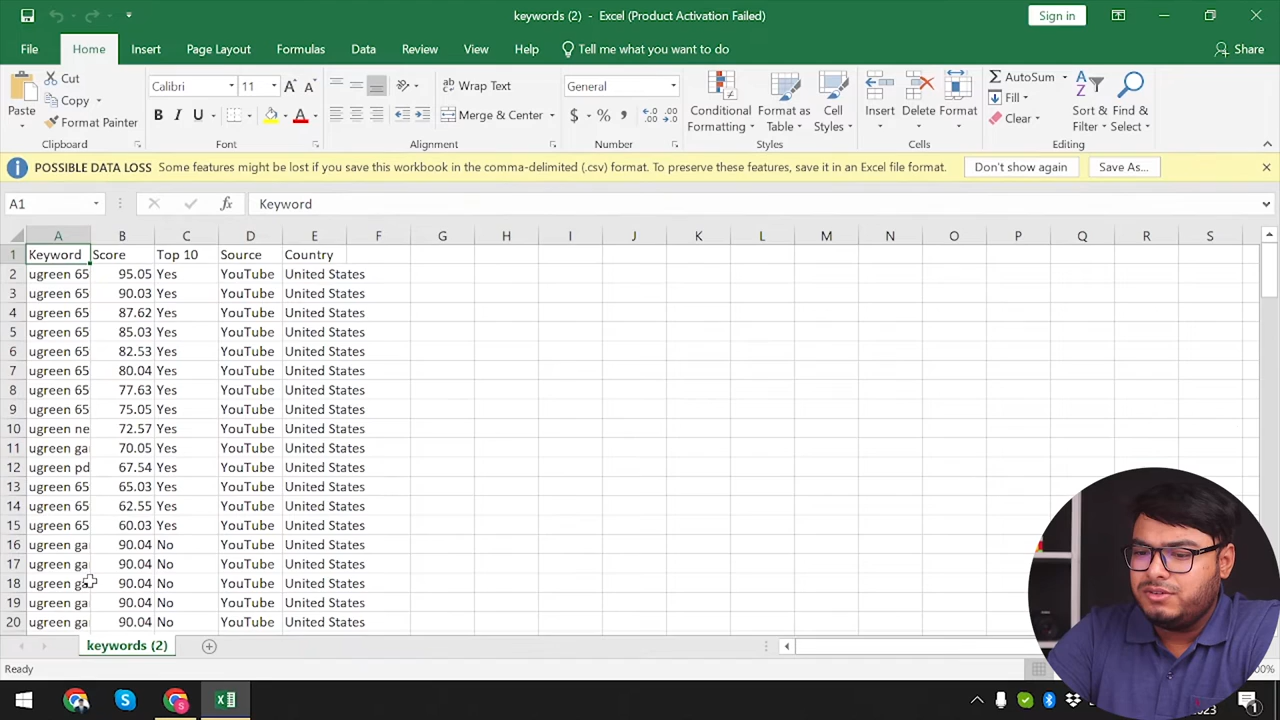 keywords (2) - Excel (Product Activation Failed)
Sign in
File Home Insert Page Layout Formulas Data Review View Help Tell me what you want to do Share
Cut
Copy
Format Painter
Paste
Calibri 11
B I U
Wrap Text
Merge & Center
General
$ % ,
Conditional Formatting
Format as Table
Cell Styles
Insert
Delete
Format
AutoSum
Fill
Clear
Sort & Filter
Find & Select
Clipboard Font Alignment Number Styles Cells Editing
POSSIBLE DATA LOSS Some features might be lost if you save this workbook in the comma-delimited (.csv) format. To preserve these features, save it in an Excel file format. Don't show again Save As...
A1 fx Keyword
A B C D E F G H I J K L M N O P Q R S
1 Keyword Score Top 10 Source Country
2 ugreen 65 95.05 Yes YouTube United States
3 ugreen 65 90.03 Yes YouTube United States
4 ugreen 65 87.62 Yes YouTube United States
5 ugreen 65 85.03 Yes YouTube United States
6 ugreen 65 82.53 Yes YouTube United States
7 ugreen 65 80.04 Yes YouTube United States
8 ugreen 65 77.63 Yes YouTube United States
9 ugreen 65 75.05 Yes YouTube United States
10 ugreen ne 72.57 Yes YouTube United States
11 ugreen ga 70.05 Yes YouTube United States
12 ugreen pd 67.54 Yes YouTube United States
13 ugreen 65 65.03 Yes YouTube United States
14 ugreen 65 62.55 Yes YouTube United States
15 ugreen 65 60.03 Yes YouTube United States
16 ugreen ga 90.04 No YouTube United States
17 ugreen ga 90.04 No YouTube United States
18 ugreen ga 90.04 No YouTube United States
19 ugreen ga 90.04 No YouTube United States
20 ugreen ga 90.04 No YouTube United States
keywords (2)
Ready